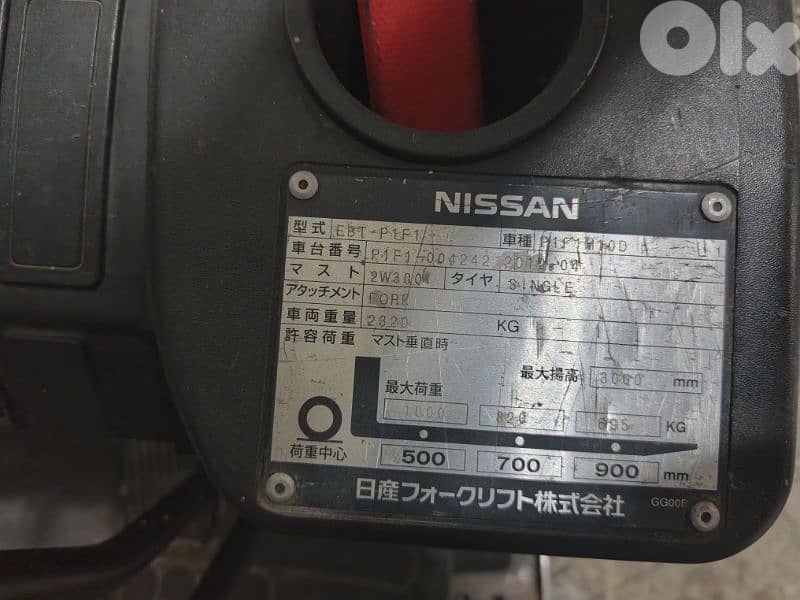 Olx
NISSAN
型式 EBT-P1F1 車種
車台番号 P1F1-004242
マスト 2W300 タイヤ SINGLE
アタッチメント FORK
車両重量 2620 KG
許容荷重 マスト垂直時
最大揚高 3000 mm
最大荷重
1000 820 695 KG
荷重中心 500 700 900 mm
日産フォークリフト株式会社